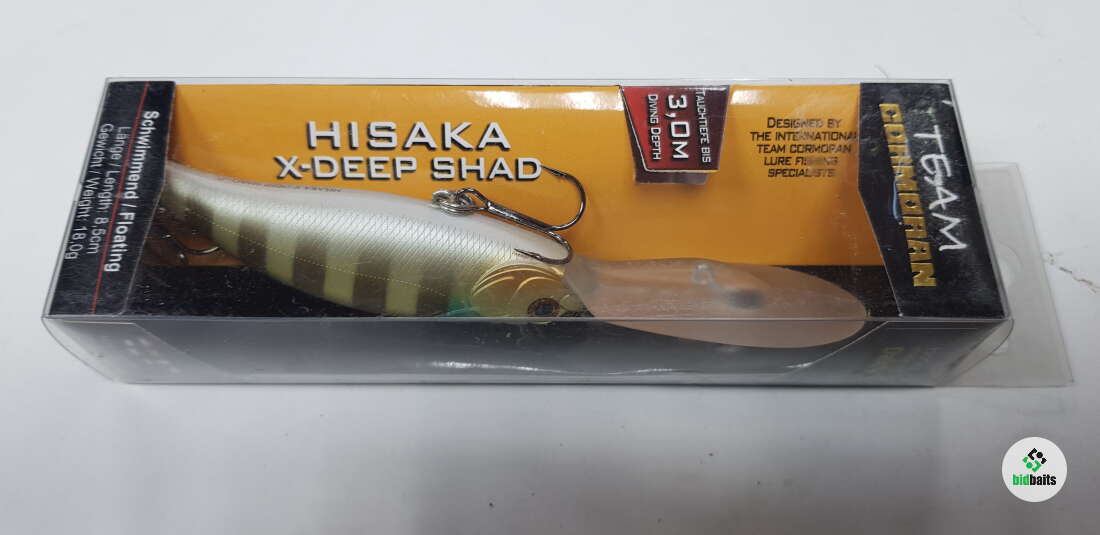 Schwimmend / Floating
Länge / Length: 8,5cm
Gewicht / Weight: 18,0g
HISAKA
X-DEEP SHAD
TAUCHTIEFE BIS
3,0M
DIVING DEPTH
DESIGNED BY
THE INTERNATIONAL
TEAM CORMORAN
LURE FISHING
SPECIALISTS
TEAM
CORMORAN
bidbaits